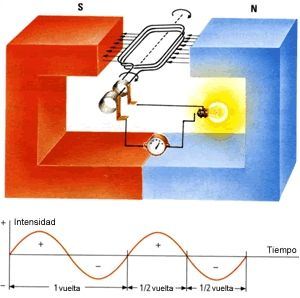 S N
+ Intensidad
+ +
Tiempo
– –
– 1 vuelta 1/2 vuelta 1/2 vuelta